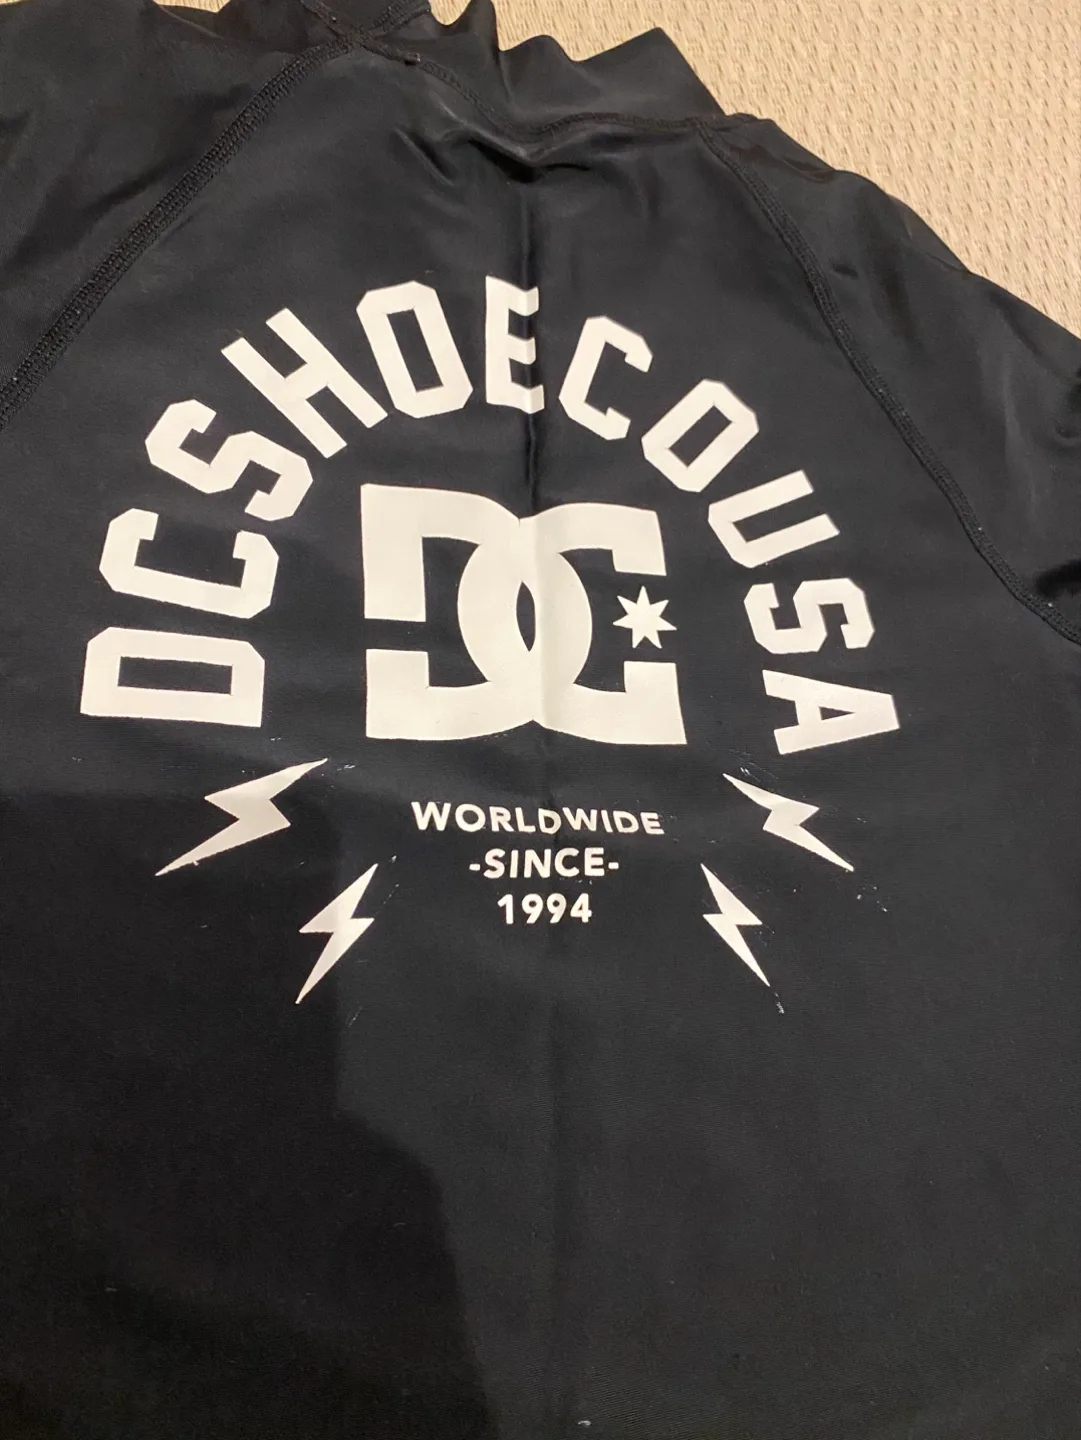 DCSHOECOUSA
DC
WORLDWIDE
-SINCE-
1994